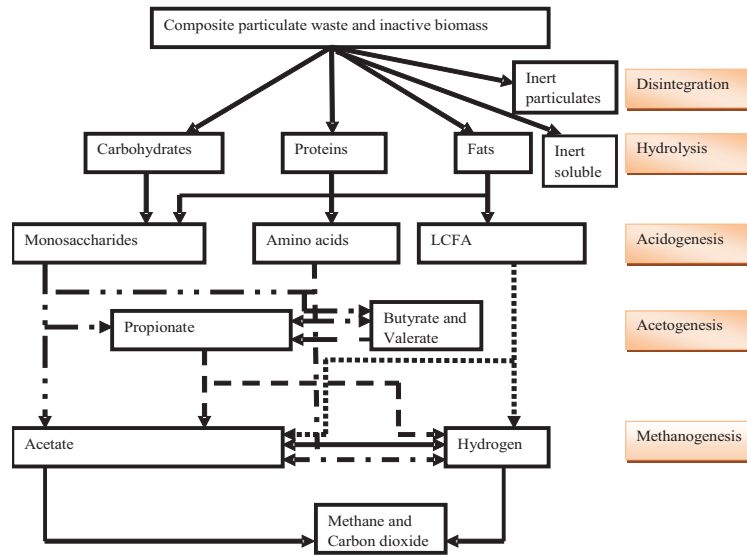 Composite particulate waste and inactive biomass
Inert
particulates
Disintegration
Carbohydrates
Proteins
Fats
Inert
soluble
Hydrolysis
Monosaccharides
Amino acids
LCFA
Acidogenesis
Propionate
Butyrate and
Valerate
Acetogenesis
Acetate
Hydrogen
Methanogenesis
Methane and
Carbon dioxide